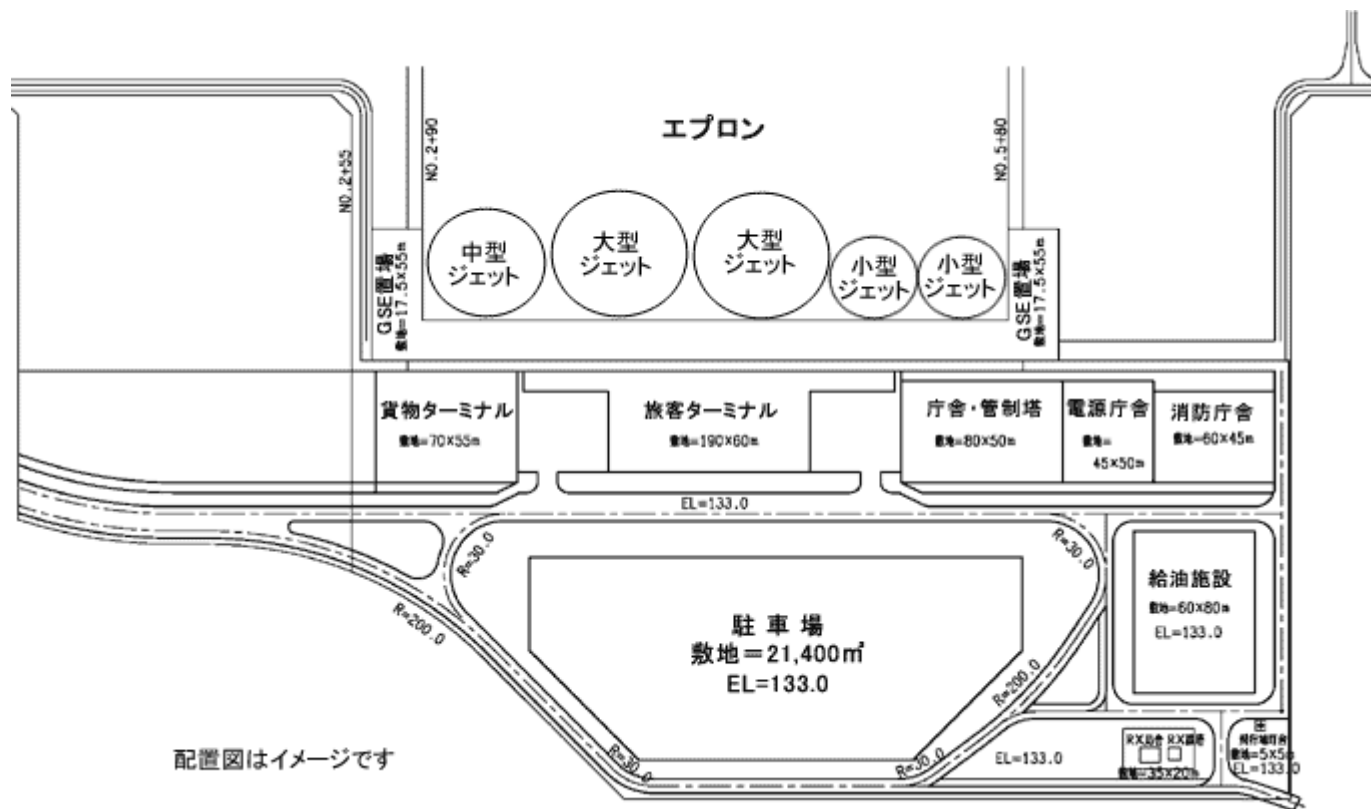 エプロン
NO.2+55
NO.2+90
NO.5+80
中型
ジェット
大型
ジェット
大型
ジェット
小型
ジェット
小型
ジェット
GSE置場
敷地=17.5×55m
GSE置場
敷地=17.5×55m
貨物ターミナル
敷地=70×55m
旅客ターミナル
敷地=190×60m
庁舎・管制塔
敷地=80×50m
電源庁舎
敷地=
45×50m
消防庁舎
敷地=60×45m
EL=133.0
R=30.0
R=30.0
R=200.0
給油施設
敷地=60×80m
EL=133.0
駐車場
敷地=21,400㎡
EL=133.0
R=200.0
R=30.0
R=30.0
EL=133.0
RX局舎 RX
敷地=35×20m
敷地=5×5m
EL=133.0
配置図はイメージです